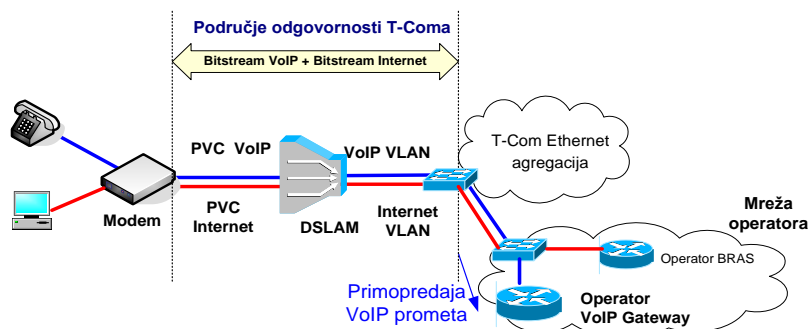 Područje odgovornosti T-Coma
Bitstream VoIP + Bitstream Internet
PVC VoIP
VoIP VLAN
T-Com Ethernet
agregacija
Modem
PVC
Internet
DSLAM
Internet
VLAN
Mreža
operatora
Operator BRAS
Primopredaja
VoIP prometa
Operator
VoIP Gateway